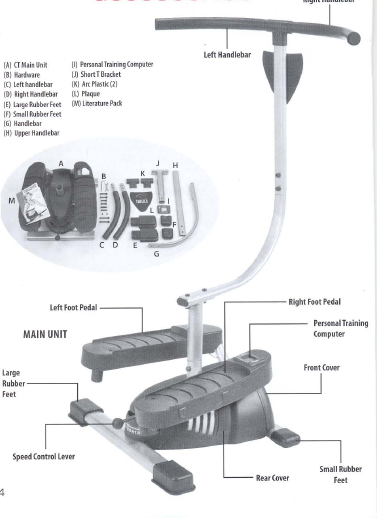 Right Handlebar
Left Handlebar
(A) CT Main Unit
(B) Hardware
(C) Left handlebar
(D) Right Handlebar
(E) Large Rubber Feet
(F) Small Rubber Feet
(G) Handlebar
(H) Upper Handlebar
(I) Personal Training Computer
(J) Short T Bracket
(K) Arc Plastic (2)
(L) Plaque
(M) Literature Pack
A
B
K
J
H
M
L
I
F
C
D
E
G
Left Foot Pedal
Right Foot Pedal
MAIN UNIT
Personal Training
Computer
Front Cover
Large
Rubber
Feet
Speed Control Lever
Rear Cover
Small Rubber
Feet
4